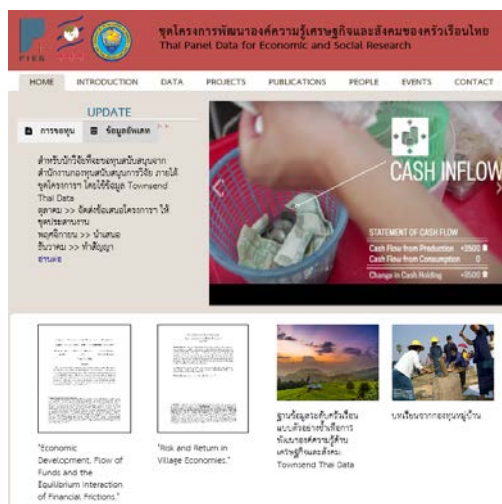 ชุดโครงการพัฒนาองค์ความรู้เศรษฐกิจและสังคมของครัวเรือนไทย
Thai Panel Data for Economic and Social Research
HOME INTRODUCTION DATA PROJECTS PUBLICATIONS PEOPLE EVENTS CONTACT
UPDATE
การขอทุน ข้อมูลอัพเดท
สำหรับนักวิจัยที่จะขอทุนสนับสนุนจาก
สำนักงานกองทุนสนับสนุนการวิจัย ภายใต้
ชุดโครงการฯ โดยใช้ข้อมูล Townsend
Thai Data
ตุลาคม >> จัดส่งข้อเสนอโครงการฯ ให้
ชุดประสานงาน
พฤศจิกายน >> นำเสนอ
ธันวาคม >> ทำสัญญา
อ่านต่อ
CASH INFLOW
STATEMENT OF CASH FLOW
Cash Flow from Production +3500
Cash Flow from Consumption 0
Change in Cash Holding +3500
"Economic
Development, Flow of
Funds and the
Equilibrium Interaction
of Financial Frictions."
"Risk and Return in
Village Economies."
ฐานข้อมูลระดับครัวเรือน
แบบตัวอย่างซ้ำเพื่อการ
พัฒนาองค์ความรู้ด้าน
เศรษฐกิจและสังคม
Townsend Thai Data
บทเรียนจากกองทุนหมู่บ้าน